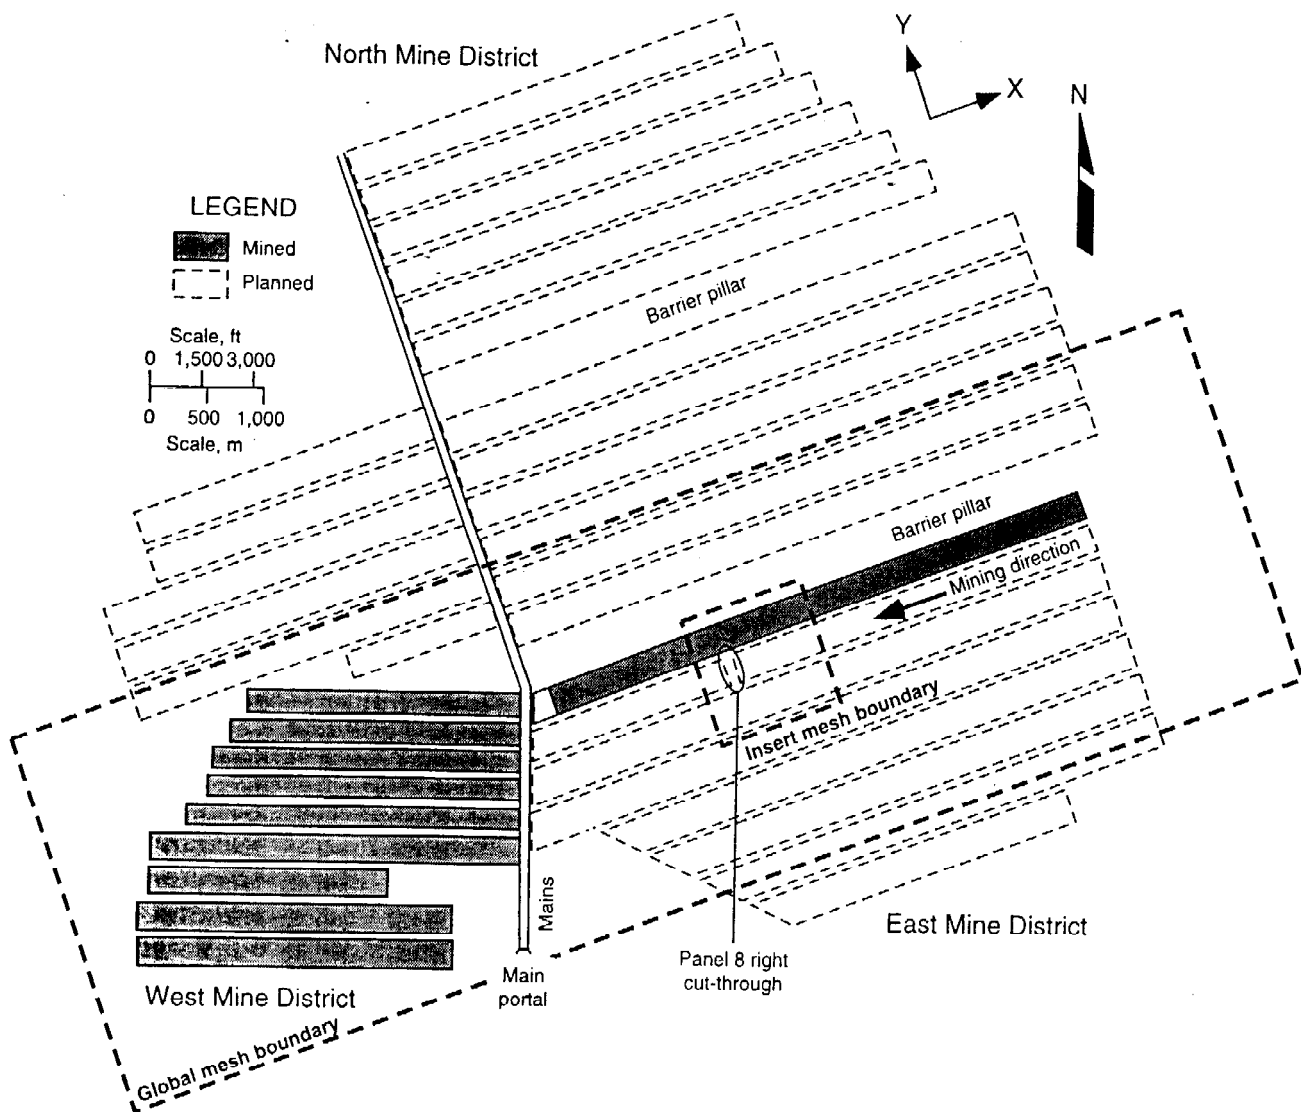 North Mine District
Y
X
N
LEGEND
Mined
Planned
Scale, ft
0 1,500 3,000
0 500 1,000
Scale, m
Barrier pillar
Barrier pillar
Mining direction
Insert mesh boundary
Mains
East Mine District
Panel 8 right
cut-through
Main
portal
West Mine District
Global mesh boundary